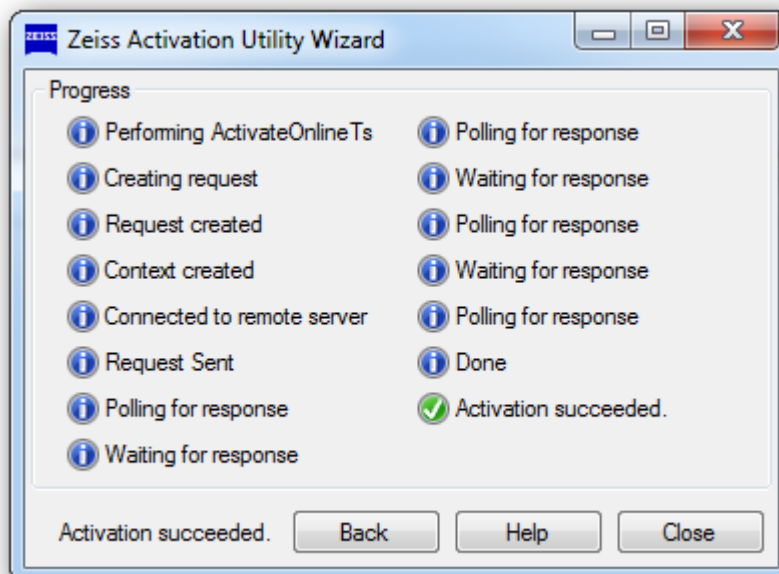 ZEISS Zeiss Activation Utility Wizard
Progress
Performing ActivateOnlineTs
Creating request
Request created
Context created
Connected to remote server
Request Sent
Polling for response
Waiting for response
Polling for response
Waiting for response
Polling for response
Waiting for response
Polling for response
Done
Activation succeeded.
Activation succeeded. Back Help Close